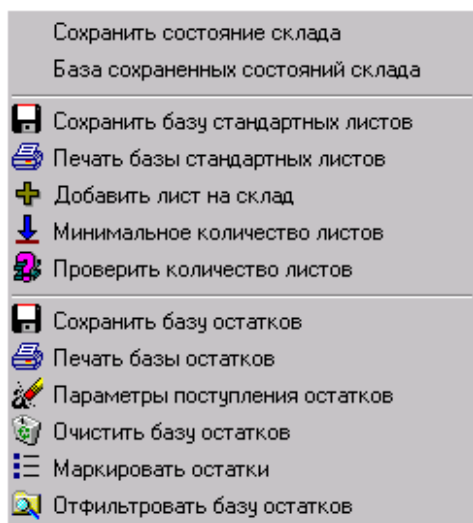 Сохранить состояние склада
База сохраненных состояний склада
Сохранить базу стандартных листов
Печать базы стандартных листов
Добавить лист на склад
Минимальное количество листов
Проверить количество листов
Сохранить базу остатков
Печать базы остатков
Параметры поступления остатков
Очистить базу остатков
Маркировать остатки
Отфильтровать базу остатков